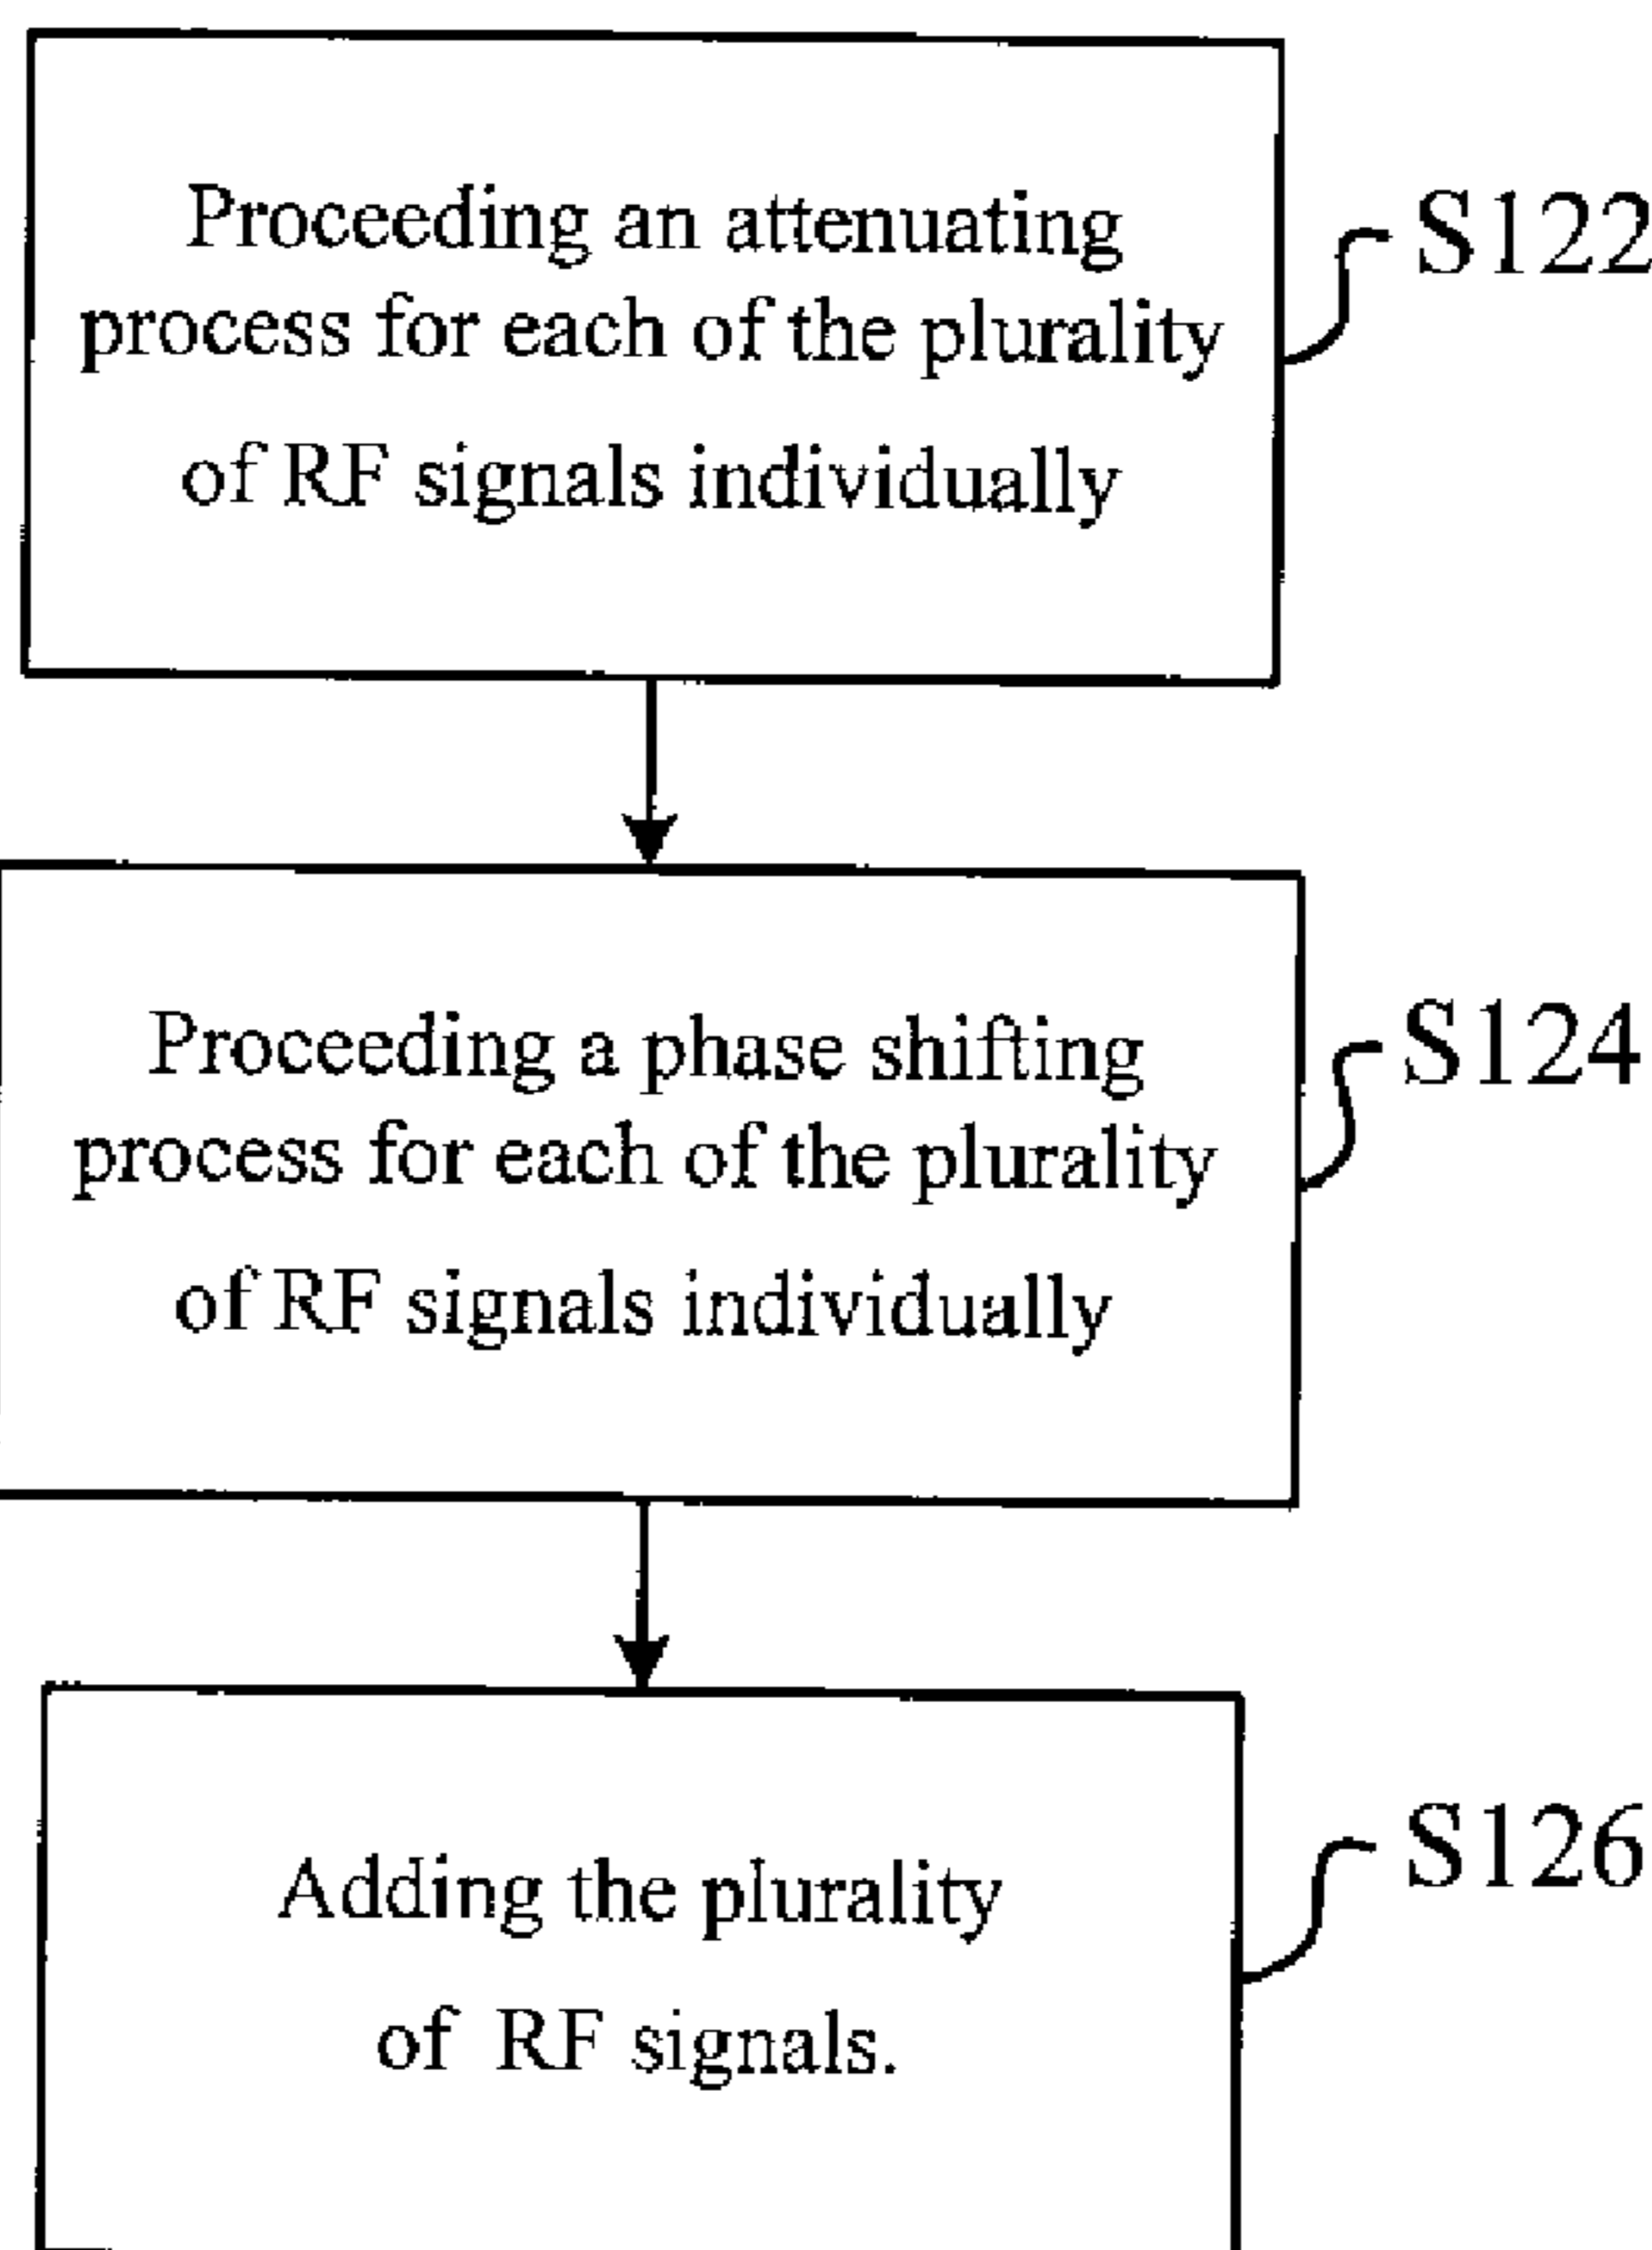 Proceeding an attenuating
process for each of the plurality
of RF signals individually
S122
Proceeding a phase shifting
process for each of the plurality
of RF signals individually
S124
Adding the plurality
of RF signals.
S126